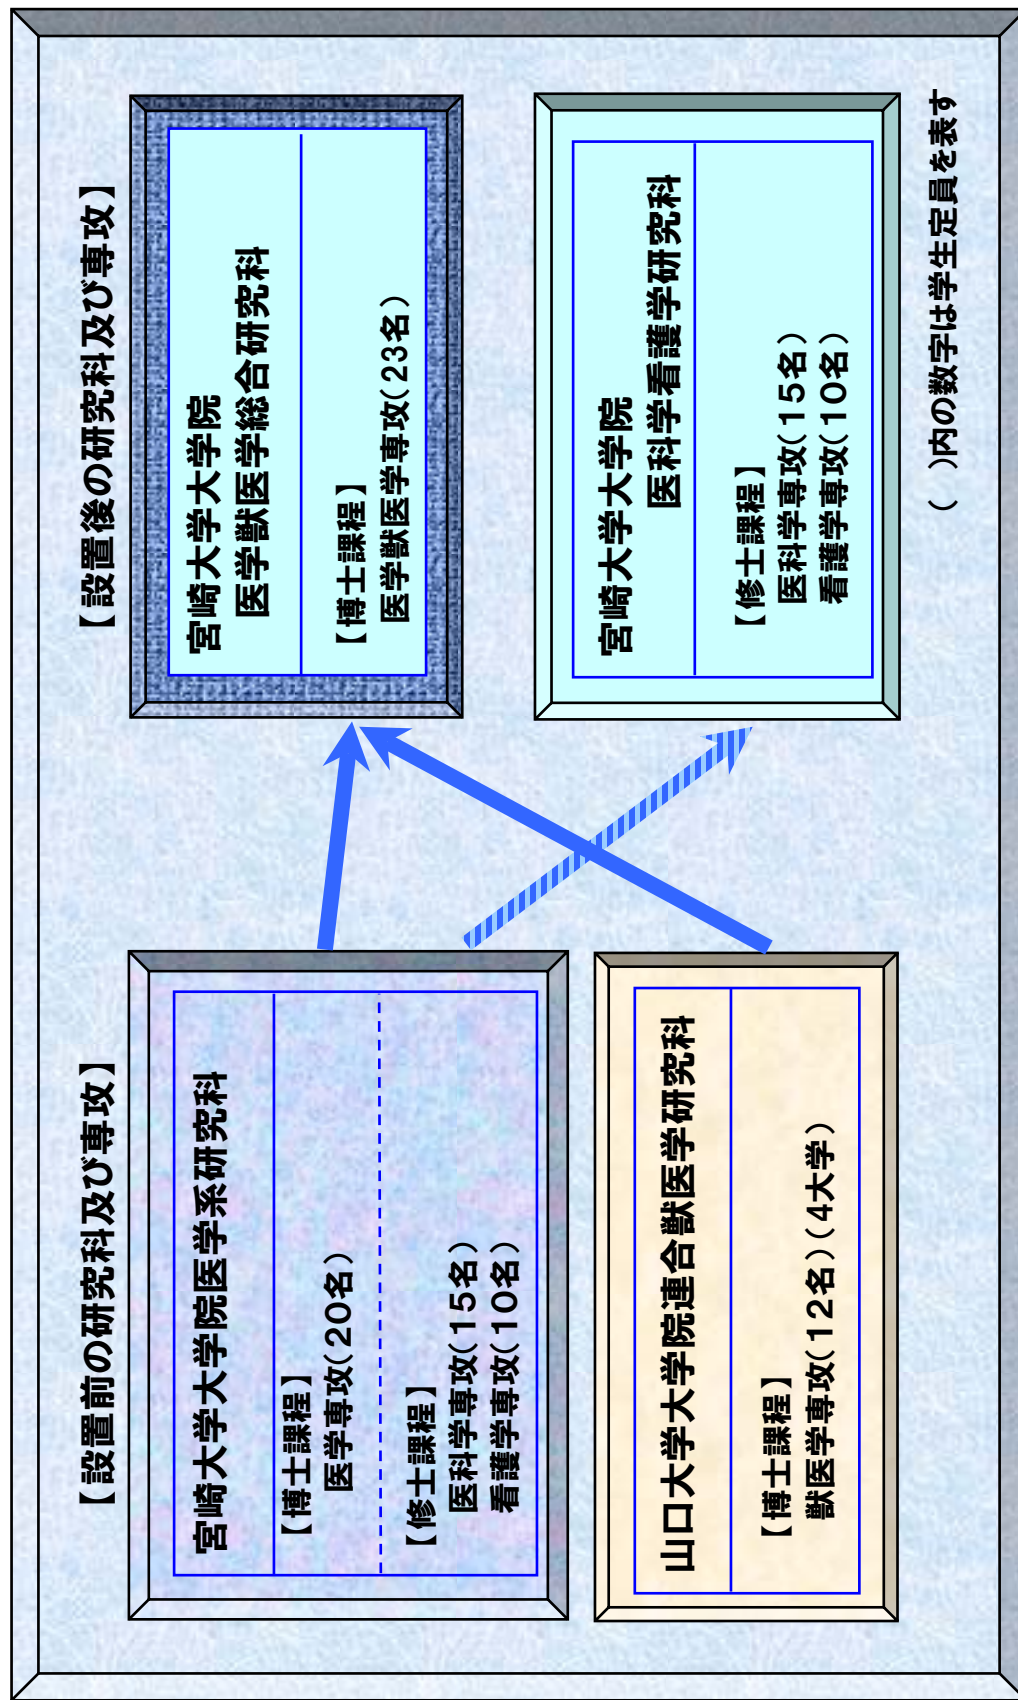 【設置前の研究科及び専攻】
宮崎大学大学院医学系研究科
【博士課程】
医学専攻(20名)
【修士課程】
医科学専攻(15名)
看護学専攻(10名)
山口大学大学院連合獣医学研究科
【博士課程】
獣医学専攻(12名)(4大学)
【設置後の研究科及び専攻】
宮崎大学大学院
医学獣医学総合研究科
【博士課程】
医学獣医学専攻(23名)
宮崎大学大学院
医科学看護学研究科
【修士課程】
医科学専攻(15名)
看護学専攻(10名)
(　)内の数字は学生定員を表す